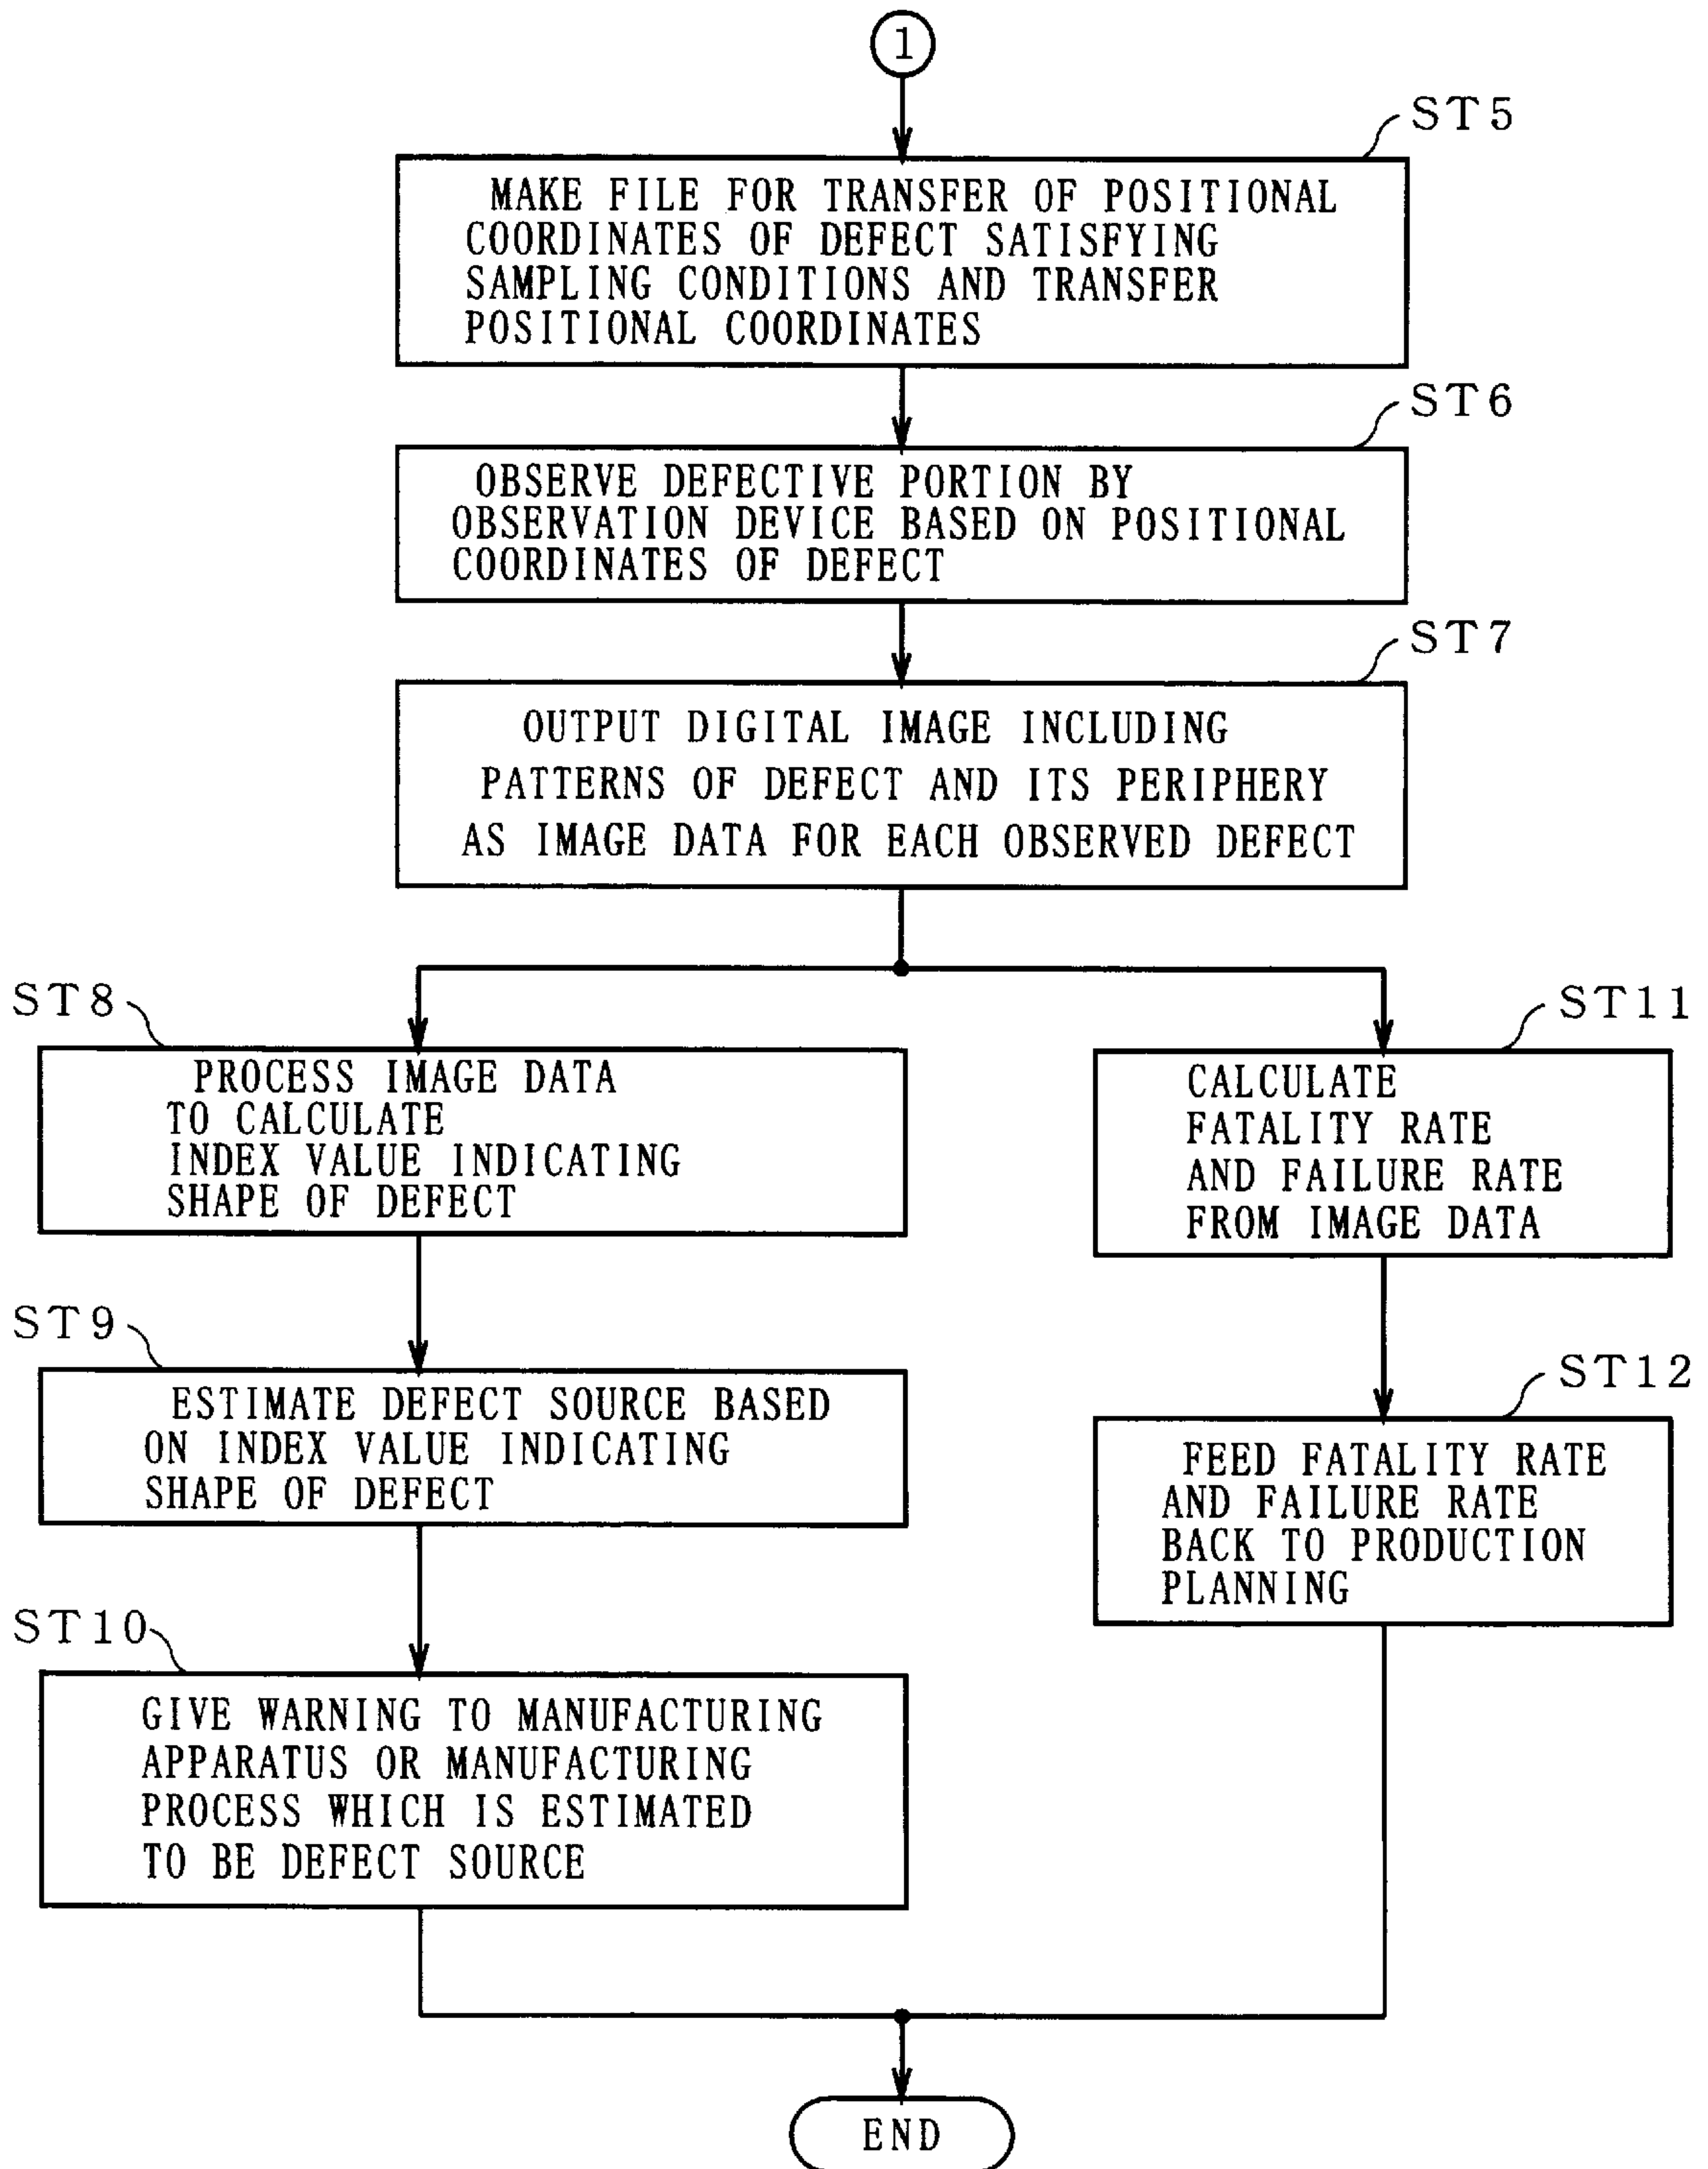 1
ST5
MAKE FILE FOR TRANSFER OF POSITIONAL
COORDINATES OF DEFECT SATISFYING
SAMPLING CONDITIONS AND TRANSFER
POSITIONAL COORDINATES
ST6
OBSERVE DEFECTIVE PORTION BY
OBSERVATION DEVICE BASED ON POSITIONAL
COORDINATES OF DEFECT
ST7
OUTPUT DIGITAL IMAGE INCLUDING
PATTERNS OF DEFECT AND ITS PERIPHERY
AS IMAGE DATA FOR EACH OBSERVED DEFECT
ST8
PROCESS IMAGE DATA
TO CALCULATE
INDEX VALUE INDICATING
SHAPE OF DEFECT
ST9
ESTIMATE DEFECT SOURCE BASED
ON INDEX VALUE INDICATING
SHAPE OF DEFECT
ST10
GIVE WARNING TO MANUFACTURING
APPARATUS OR MANUFACTURING
PROCESS WHICH IS ESTIMATED
TO BE DEFECT SOURCE
ST11
CALCULATE
FATALITY RATE
AND FAILURE RATE
FROM IMAGE DATA
ST12
FEED FATALITY RATE
AND FAILURE RATE
BACK TO PRODUCTION
PLANNING
END